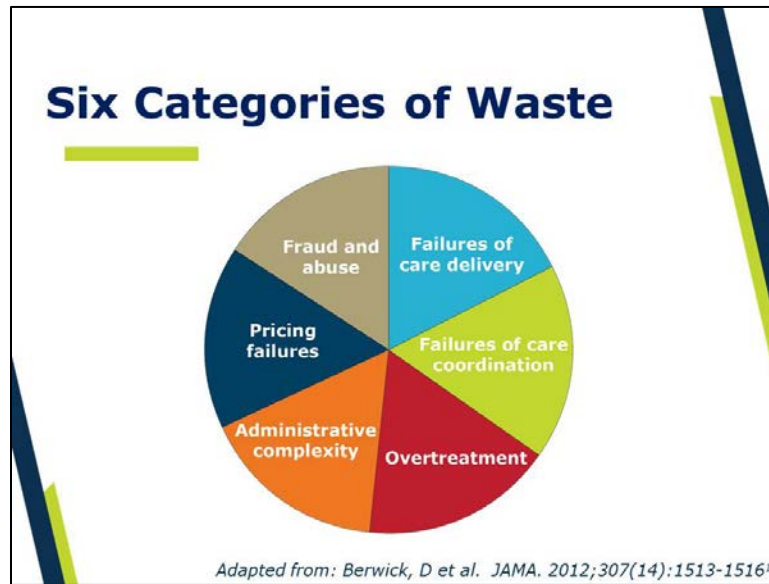 Six Categories of Waste
Failures of
care delivery
Failures of care
coordination
Overtreatment
Administrative
complexity
Pricing
failures
Fraud and
abuse
Adapted from: Berwick, D et al. JAMA. 2012;307(14):1513-1516